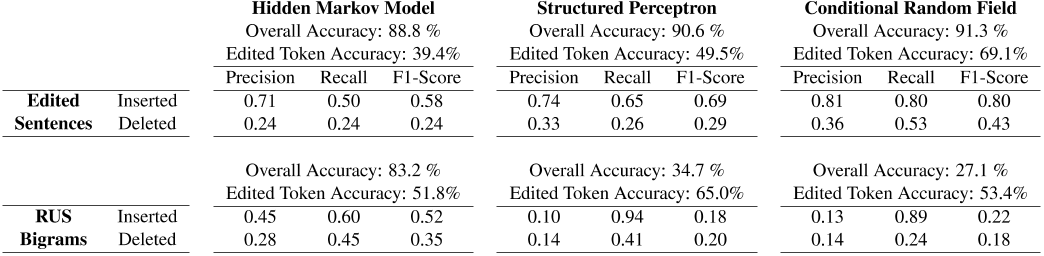 Hidden Markov Model Structured Perceptron Conditional Random Field
Overall Accuracy: 88.8 % Overall Accuracy: 90.6 % Overall Accuracy: 91.3 %
Edited Token Accuracy: 39.4% Edited Token Accuracy: 49.5% Edited Token Accuracy: 69.1%
Precision Recall F1-Score Precision Recall F1-Score Precision Recall F1-Score
Edited Inserted 0.71 0.50 0.58 0.74 0.65 0.69 0.81 0.80 0.80
Sentences Deleted 0.24 0.24 0.24 0.33 0.26 0.29 0.36 0.53 0.43
Overall Accuracy: 83.2 % Overall Accuracy: 34.7 % Overall Accuracy: 27.1 %
Edited Token Accuracy: 51.8% Edited Token Accuracy: 65.0% Edited Token Accuracy: 53.4%
RUS Inserted 0.45 0.60 0.52 0.10 0.94 0.18 0.13 0.89 0.22
Bigrams Deleted 0.28 0.45 0.35 0.14 0.41 0.20 0.14 0.24 0.18